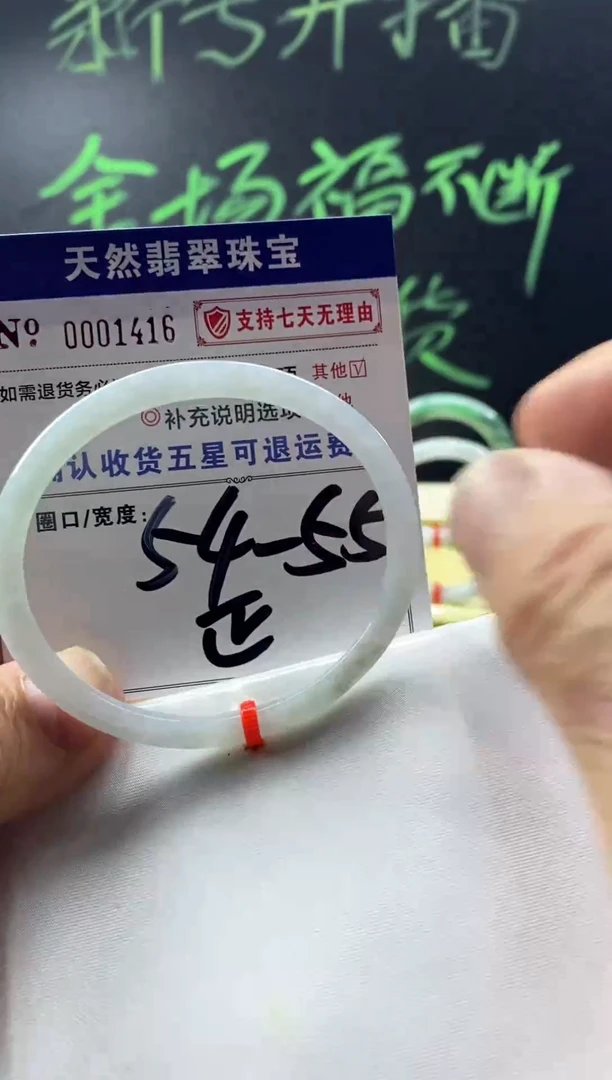 新号开播
全场福不断
货
天然翡翠珠宝
Nº: 0001416
支持七天无理由
如需退货务必
其他☑
◎补充说明选项
他
认收货五星可退运费
圈口/宽度:
54-55
正